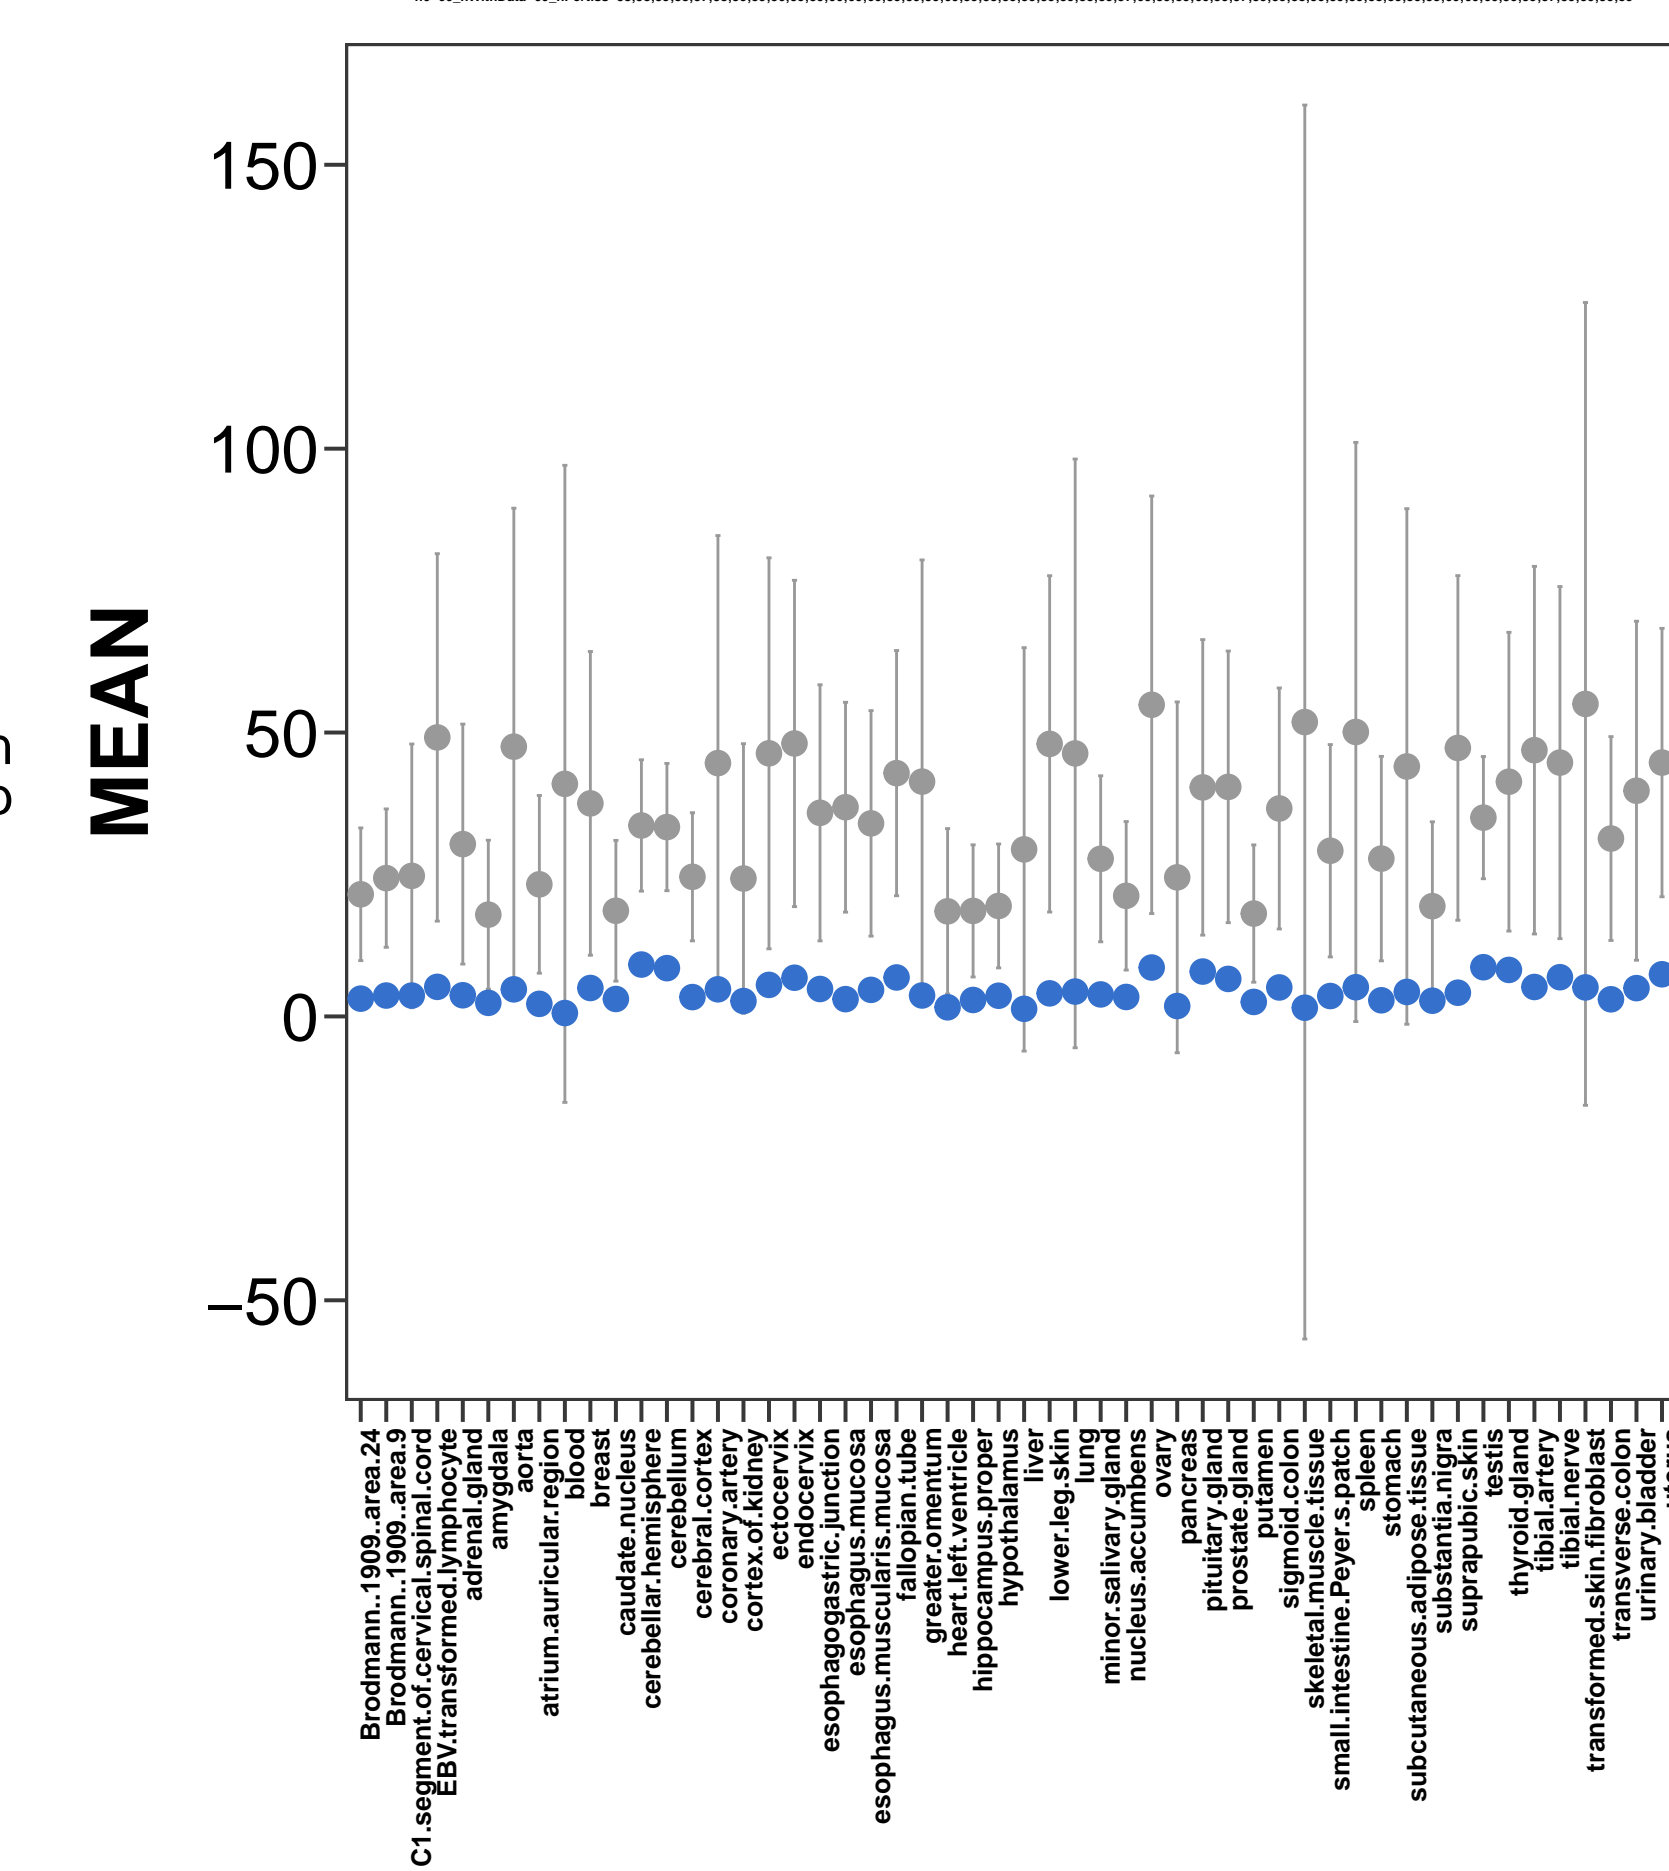 MEAN
150
100
50
0
−50
Brodmann..1909..area.24
Brodmann..1909..area.9
C1.segment.of.cervical.spinal.cord
EBV.transformed.lymphocyte
adrenal.gland
amygdala
aorta
atrium.auricular.region
blood
breast
caudate.nucleus
cerebellar.hemisphere
cerebellum
cerebral.cortex
coronary.artery
cortex.of.kidney
ectocervix
endocervix
esophagogastric.junction
esophagus.mucosa
esophagus.muscularis.mucosa
fallopian.tube
greater.omentum
heart.left.ventricle
hippocampus.proper
hypothalamus
liver
lower.leg.skin
lung
minor.salivary.gland
nucleus.accumbens
ovary
pancreas
pituitary.gland
prostate.gland
putamen
sigmoid.colon
skeletal.muscle.tissue
small.intestine.Peyer.s.patch
spleen
stomach
subcutaneous.adipose.tissue
substantia.nigra
suprapubic.skin
testis
thyroid.gland
tibial.artery
tibial.nerve
transformed.skin.fibroblast
transverse.colon
urinary.bladder